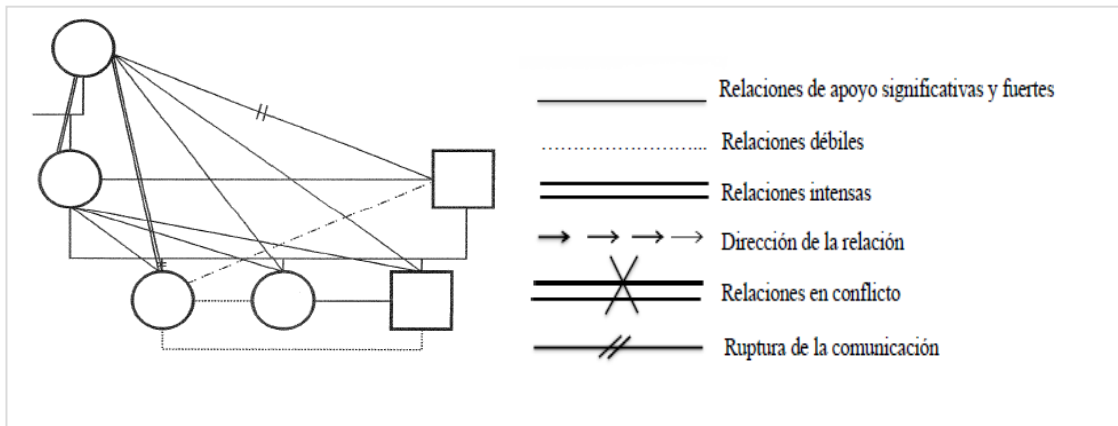 Relaciones de apoyo significativas y fuertes
Relaciones débiles
Relaciones intensas
Dirección de la relación
Relaciones en conflicto
Ruptura de la comunicación